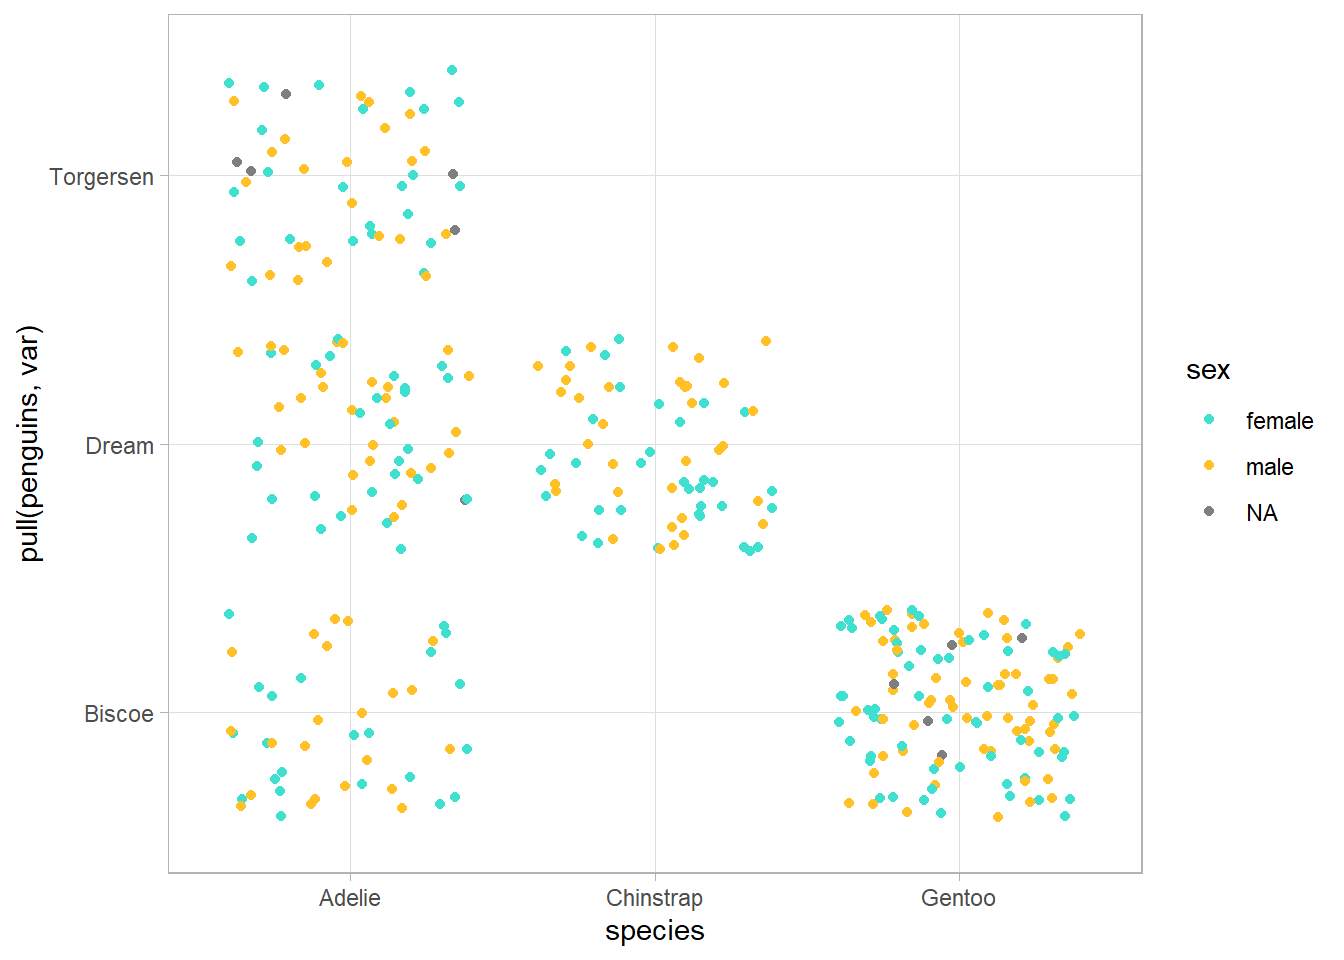 pull(penguins, var)
Torgersen
Dream
Biscoe
Adelie
Chinstrap
Gentoo
species
sex
female
male
NA